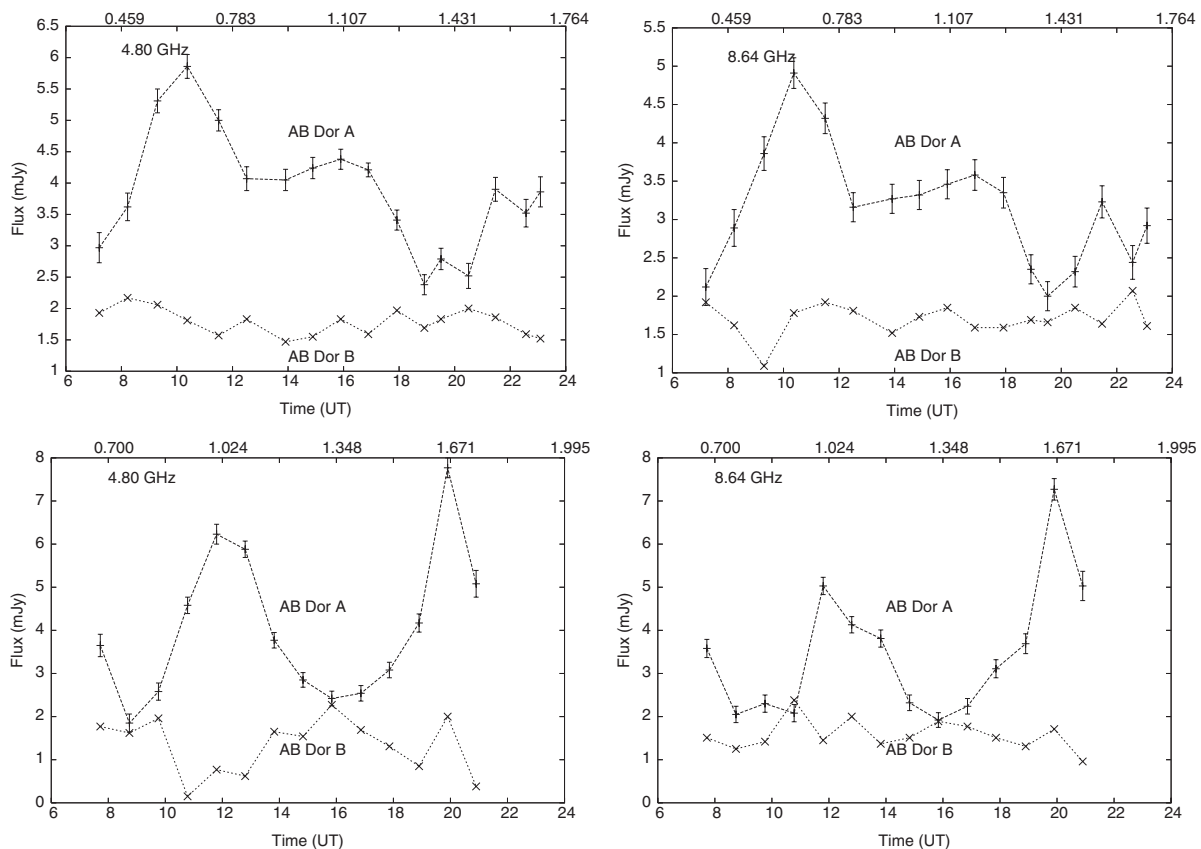 0.459 0.783 1.107 1.431 1.764
6.5
6
5.5
5
4.5
4
3.5
3
2.5
2
1.5
1
Flux (mJy)
4.80 GHz
AB Dor A
AB Dor B
6 8 10 12 14 16 18 20 22 24
Time (UT)
0.459 0.783 1.107 1.431 1.764
5.5
5
4.5
4
3.5
3
2.5
2
1.5
1
Flux (mJy)
8.64 GHz
AB Dor A
AB Dor B
6 8 10 12 14 16 18 20 22 24
Time (UT)
0.700 1.024 1.348 1.671 1.995
8
7
6
5
4
3
2
1
0
Flux (mJy)
4.80 GHz
AB Dor A
AB Dor B
6 8 10 12 14 16 18 20 22 24
Time (UT)
0.700 1.024 1.348 1.671 1.995
8
7
6
5
4
3
2
1
0
Flux (mJy)
8.64 GHz
AB Dor A
AB Dor B
6 8 10 12 14 16 18 20 22 24
Time (UT)